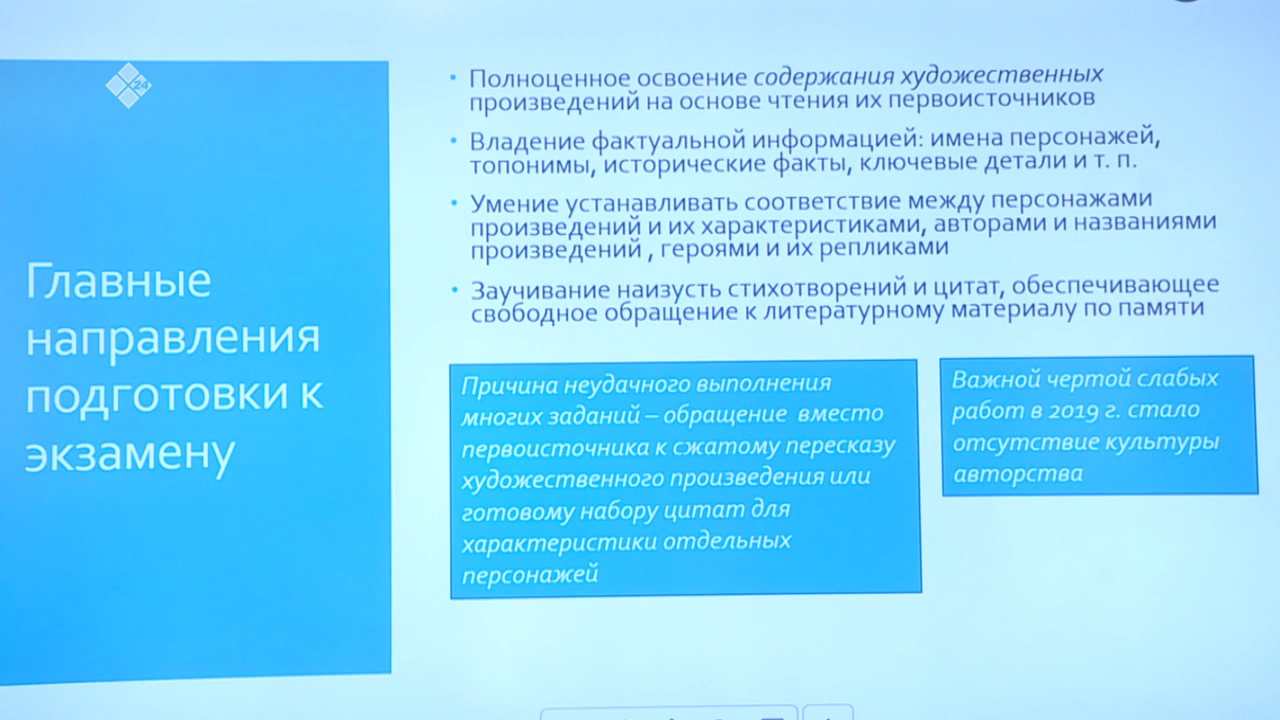 24
Главные
направления
подготовки к
экзамену
• Полноценное освоение содержания художественных
произведений на основе чтения их первоисточников
• Владение фактуальной информацией: имена персонажей,
топонимы, исторические факты, ключевые детали и т. п.
• Умение устанавливать соответствие между персонажами
произведений и их характеристиками, авторами и названиями
произведений , героями и их репликами
• Заучивание наизусть стихотворений и цитат, обеспечивающее
свободное обращение к литературному материалу по памяти
Причина неудачного выполнения
многих заданий – обращение вместо
первоисточника к сжатому пересказу
художественного произведения или
готовому набору цитат для
характеристики отдельных
персонажей
Важной чертой слабых
работ в 2019 г. стало
отсутствие культуры
авторства